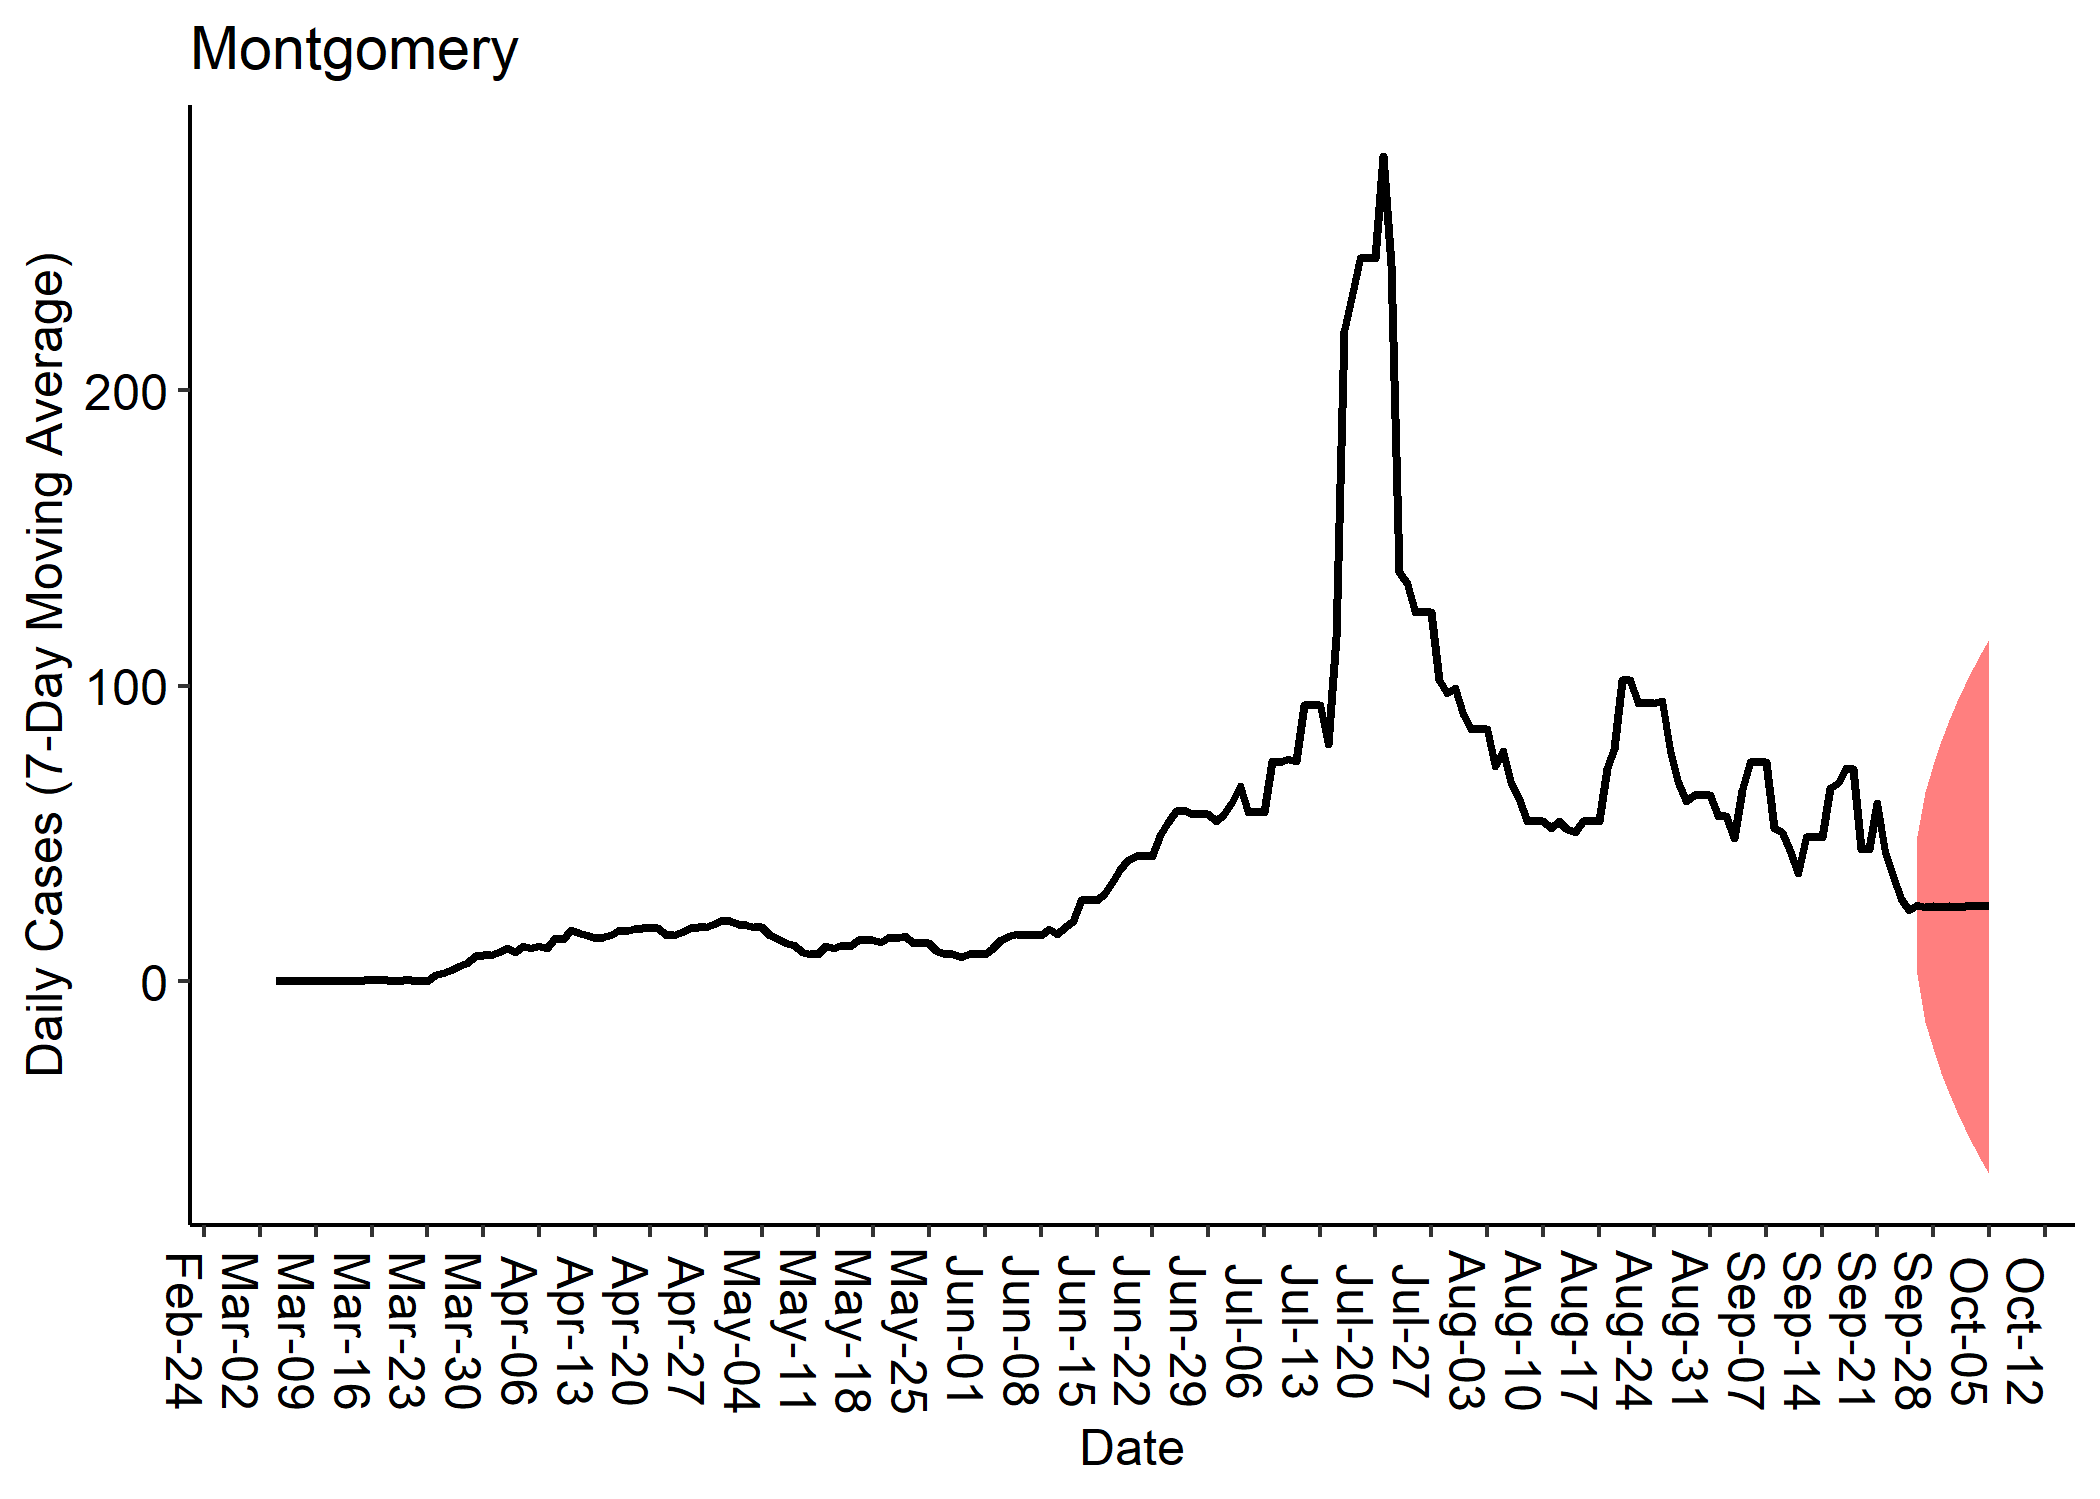 Montgomery
Daily Cases (7-Day Moving Average)
200
100
0
Feb-24
Mar-02
Mar-09
Mar-16
Mar-23
Mar-30
Apr-06
Apr-13
Apr-20
Apr-27
May-04
May-11
May-18
May-25
Jun-01
Jun-08
Jun-15
Jun-22
Jun-29
Jul-06
Jul-13
Jul-20
Jul-27
Aug-03
Aug-10
Aug-17
Aug-24
Aug-31
Sep-07
Sep-14
Sep-21
Sep-28
Oct-05
Oct-12
Date